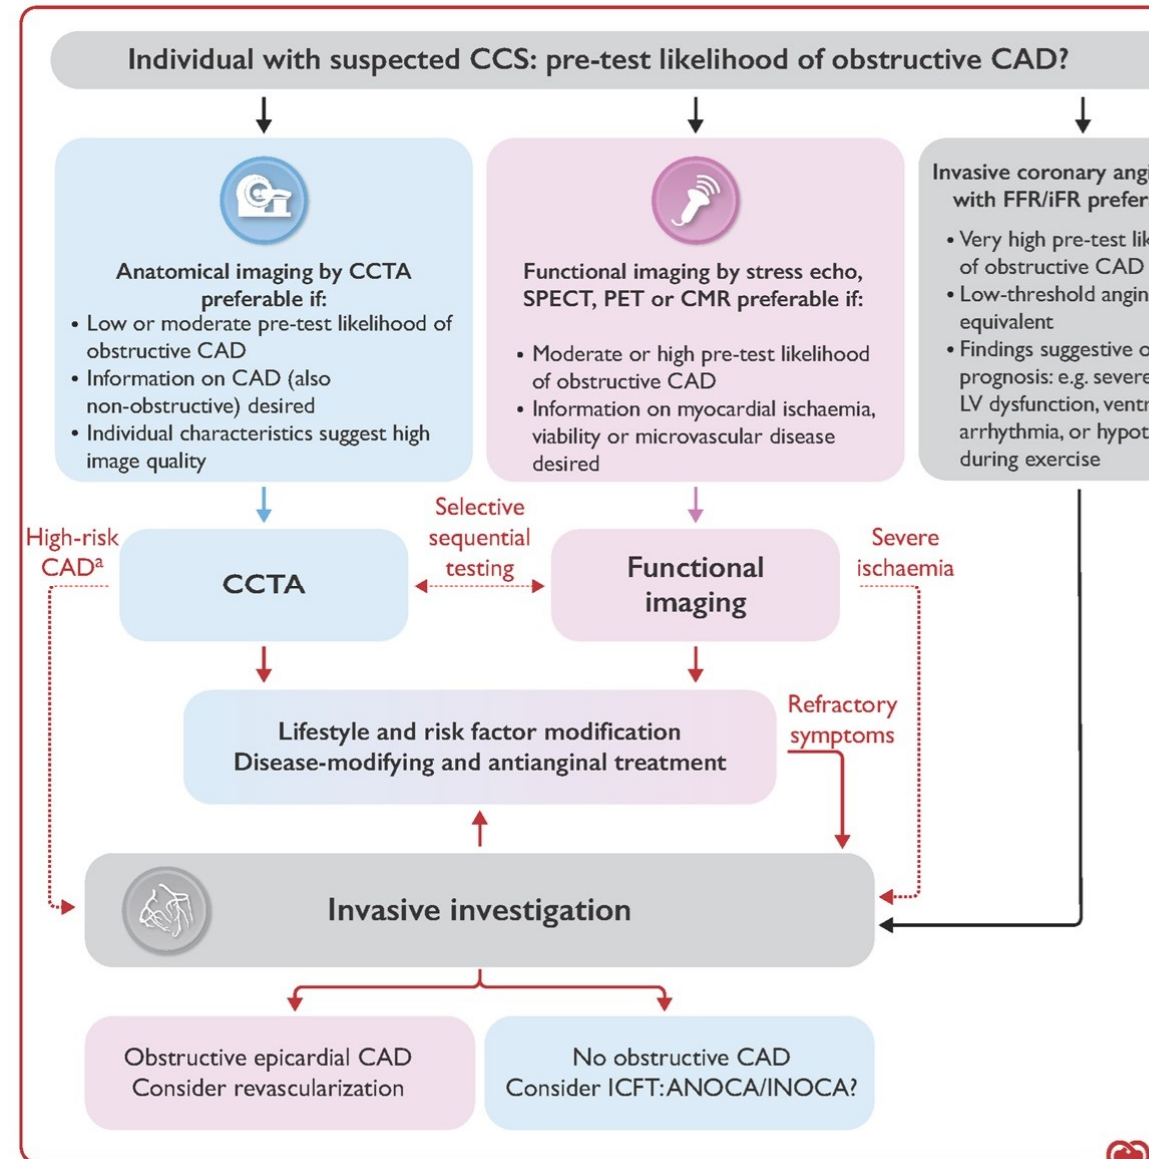 Individual with suspected CCS: pre-test likelihood of obstructive CAD?
Anatomical imaging by CCTA
preferable if:
• Low or moderate pre-test likelihood of
obstructive CAD
• Information on CAD (also
non-obstructive) desired
• Individual characteristics suggest high
image quality
Functional imaging by stress echo,
SPECT, PET or CMR preferable if:
• Moderate or high pre-test likelihood
of obstructive CAD
• Information on myocardial ischaemia,
viability or microvascular disease
desired
Invasive coronary
with FFR/iFR
• Very high pre-test
of obstructive CAD
• Low-threshold
equivalent
• Findings suggestive
prognosis: e.g. severe
LV dysfunction,
arrhythmia, or
during exercise
High-risk
CADᵃ
CCTA
Selective
sequential
testing
Functional
imaging
Severe
ischaemia
Lifestyle and risk factor modification
Disease-modifying and antianginal treatment
Refractory
symptoms
Invasive investigation
Obstructive epicardial CAD
Consider revascularization
No obstructive CAD
Consider ICFT: ANOCA/INOCA?